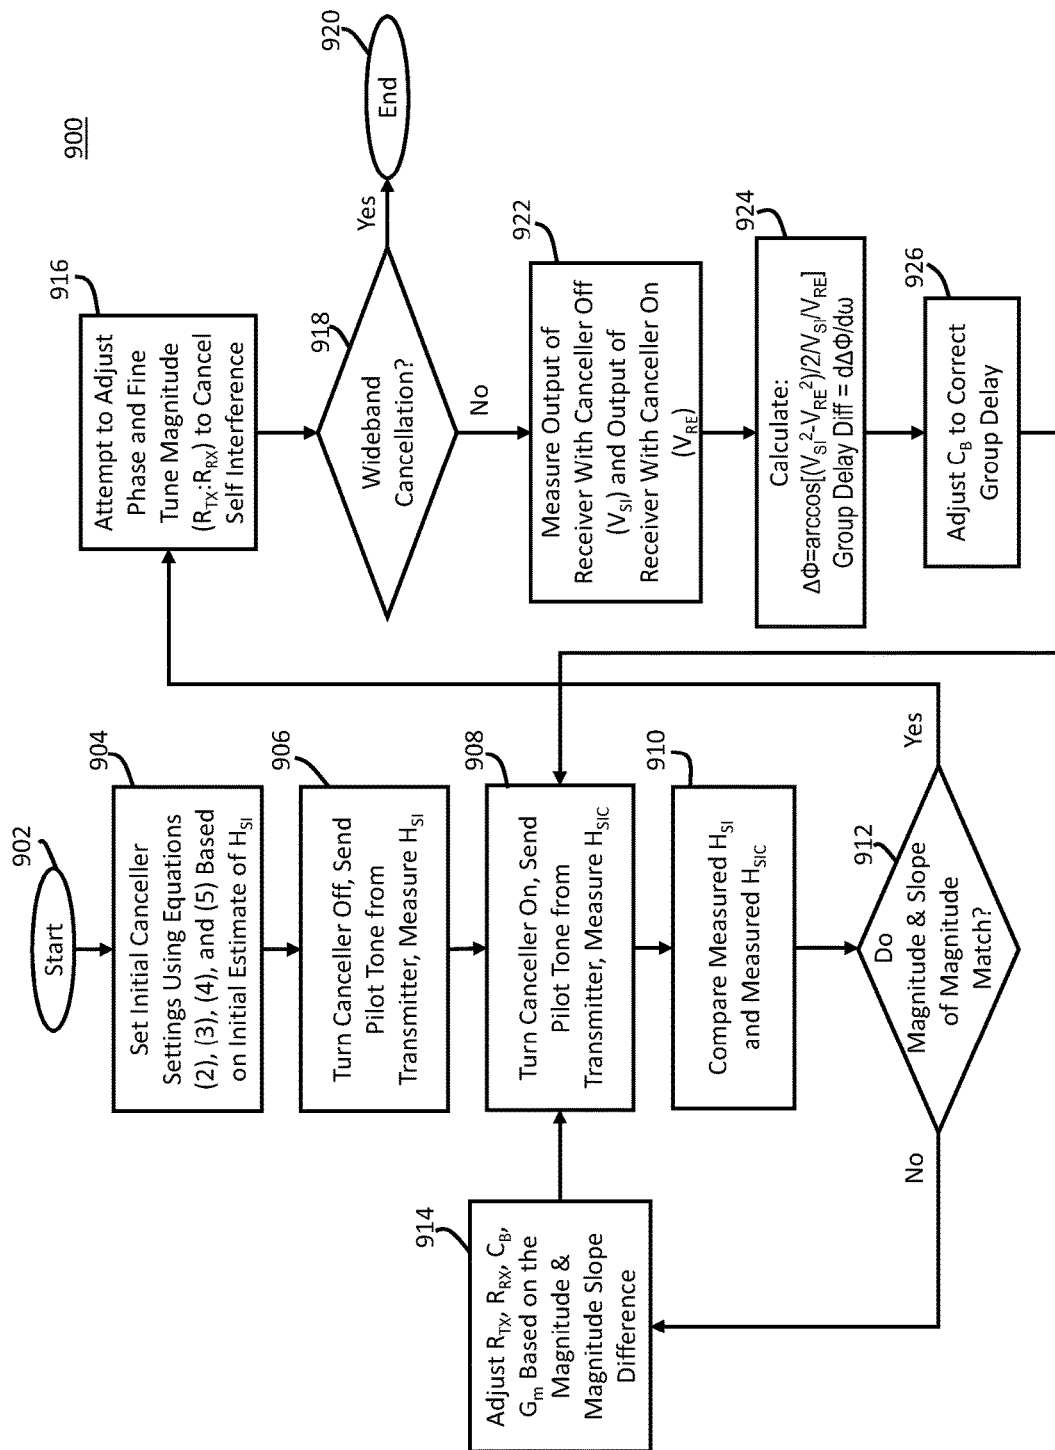 900
902
Start
904
Set Initial Canceller
Settings Using Equations
(2), (3), (4), and (5) Based
on Initial Estimate of H_SI
906
Turn Canceller Off, Send
Pilot Tone from
Transmitter, Measure H_SI
908
Turn Canceller On, Send
Pilot Tone from
Transmitter, Measure H_SIC
910
Compare Measured H_SI
and Measured H_SIC
912
Do
Magnitude & Slope
of Magnitude
Match?
No
Yes
914
Adjust R_TX, R_RX, C_B,
G_m Based on the
Magnitude &
Magnitude Slope
Difference
916
Attempt to Adjust
Phase and Fine
Tune Magnitude
(R_TX:R_RX) to Cancel
Self Interference
918
Wideband
Cancellation?
Yes
No
920
End
922
Measure Output of
Receiver With Canceller Off
(V_SI) and Output of
Receiver With Canceller On
(V_RE)
924
Calculate:
ΔΦ=arccos[(V_SI²-V_RE²)/2/V_SI/V_RE]
Group Delay Diff = dΔΦ/dω
926
Adjust C_B to Correct
Group Delay